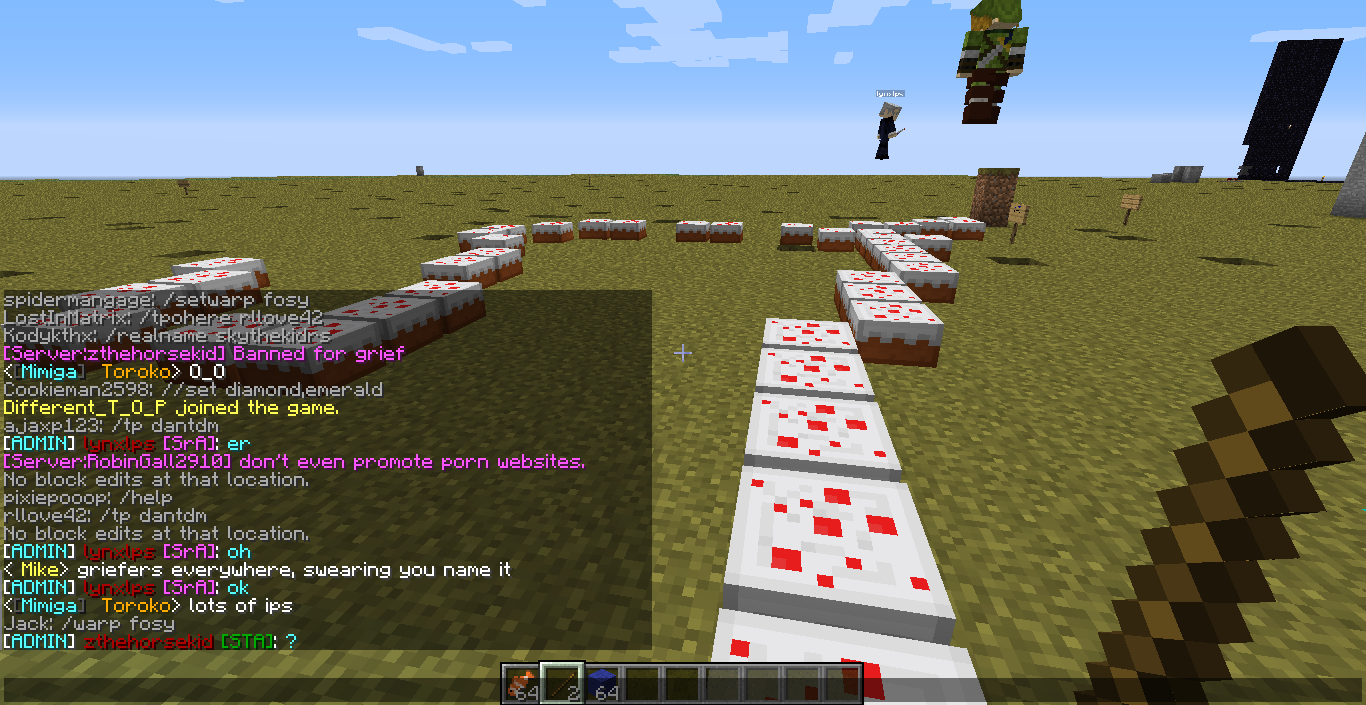 lynxlps
spidermangage: /setwarp fosy
LostInMatrix: /tpohere rllove42
Kodykthx: /realname skythekidrs
[Server:zthehorsekid] Banned for grief
<[Mimiga] Toroko> O_O
Cookieman2598: //set diamond,emerald
Different_T_O_P joined the game.
ajaxp123: /tp dantdm
[ADMIN] lynxlps [SrA]: er
[Server:RobinGall2910] don't even promote porn websites.
No block edits at that location.
pixiepooop: /help
rllove42: /tp dantdm
No block edits at that location.
[ADMIN] lynxlps [SrA]: oh
< Mike> griefers everywhere, swearing you name it
[ADMIN] lynxlps [SrA]: ok
<[Mimiga] Toroko> lots of ips
Jack: /warp fosy
[ADMIN] zthehorsekid [STA]: ?
64 2 64